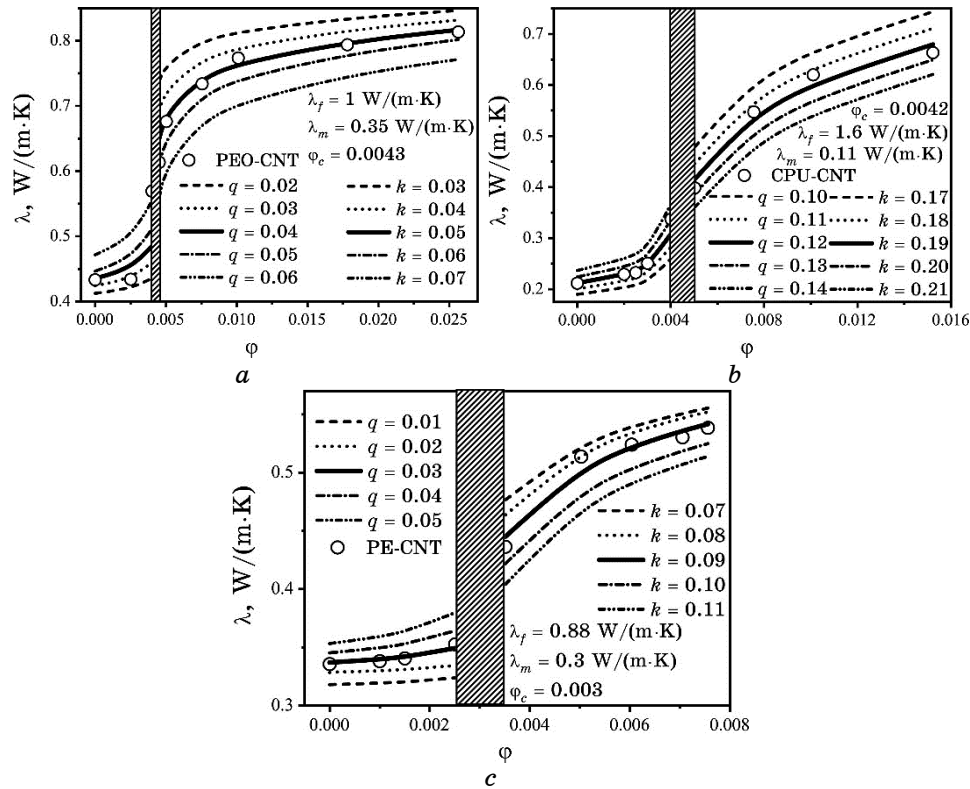 0.8
0.7
0.6
0.5
0.4
λ, W/(m·K)
λf = 1 W/(m·K)
λm = 0.35 W/(m·K)
PEO-CNT φc = 0.0043
q = 0.02 k = 0.03
q = 0.03 k = 0.04
q = 0.04 k = 0.05
q = 0.05 k = 0.06
q = 0.06 k = 0.07
0.000 0.005 0.010 0.015 0.020 0.025
φ
a
0.7
0.6
0.5
0.4
0.3
0.2
λ, W/(m·K)
φc = 0.0042
λf = 1.6 W/(m·K)
λm = 0.11 W/(m·K)
CPU-CNT
q = 0.10 k = 0.17
q = 0.11 k = 0.18
q = 0.12 k = 0.19
q = 0.13 k = 0.20
q = 0.14 k = 0.21
0.000 0.004 0.008 0.012 0.016
φ
b
0.5
0.4
0.3
λ, W/(m·K)
q = 0.01
q = 0.02
q = 0.03
q = 0.04
q = 0.05
PE-CNT
k = 0.07
k = 0.08
k = 0.09
k = 0.10
k = 0.11
λf = 0.88 W/(m·K)
λm = 0.3 W/(m·K)
φc = 0.003
0.000 0.002 0.004 0.006 0.008
φ
c